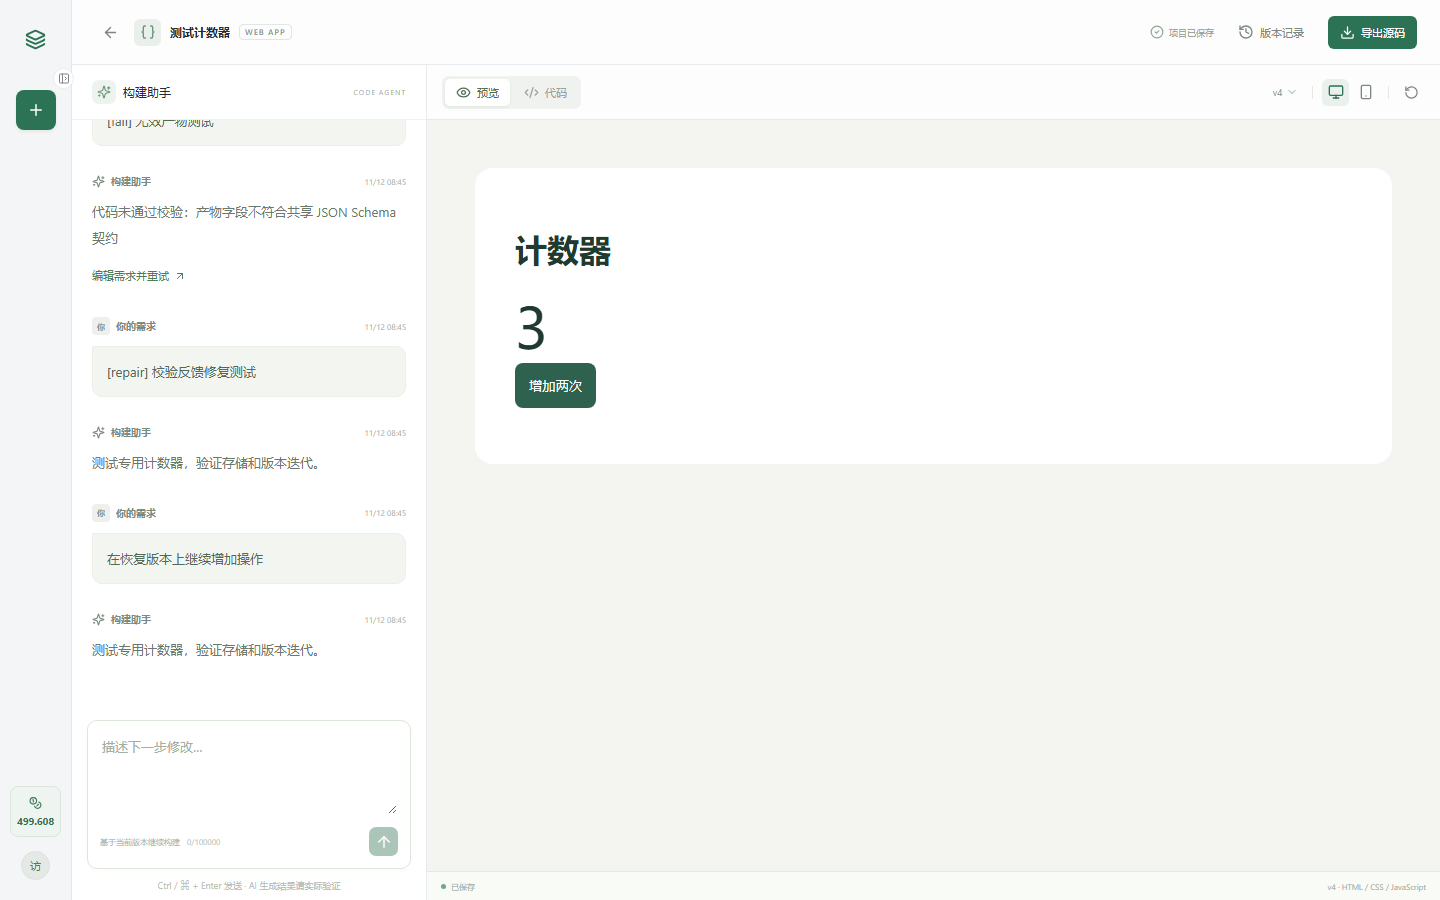 测试计数器
WEB APP
项目已保存
版本记录
导出源码
构建助手
CODE AGENT
预览
代码
v4
[fail] 无效产物测试
构建助手
11/12 08:45
代码未通过校验：产物字段不符合共享 JSON Schema
契约
编辑需求并重试
你
你的需求
11/12 08:45
[repair] 校验反馈修复测试
构建助手
11/12 08:45
测试专用计数器，验证存储和版本迭代。
你
你的需求
11/12 08:45
在恢复版本上继续增加操作
构建助手
11/12 08:45
测试专用计数器，验证存储和版本迭代。
描述下一步修改...
基于当前版本继续构建
0/100000
Ctrl / ⌘ + Enter 发送 · AI 生成结果请实际验证
499.608
访
计数器
3
增加两次
已保存
v4 · HTML / CSS / JavaScript